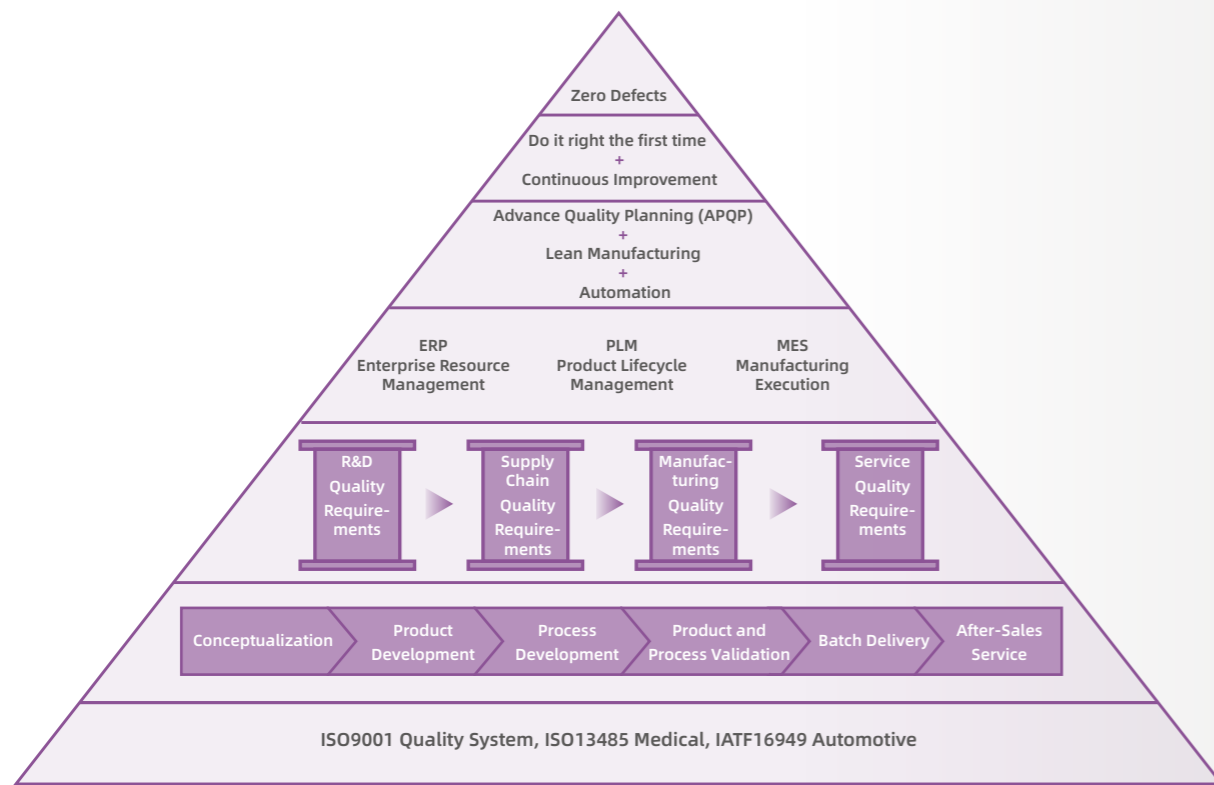 Zero Defects
Do it right the first time
+
Continuous Improvement
Advance Quality Planning (APQP)
+
Lean Manufacturing
+
Automation
ERP
Enterprise Resource
Management
PLM
Product Lifecycle
Management
MES
Manufacturing
Execution
R&D
Quality
Require-
ments
Supply
Chain
Quality
Require-
ments
Manufac-
turing
Quality
Require-
ments
Service
Quality
Require-
ments
Conceptualization
Product
Development
Process
Development
Product and
Process Validation
Batch Delivery
After-Sales
Service
ISO9001 Quality System, ISO13485 Medical, IATF16949 Automotive